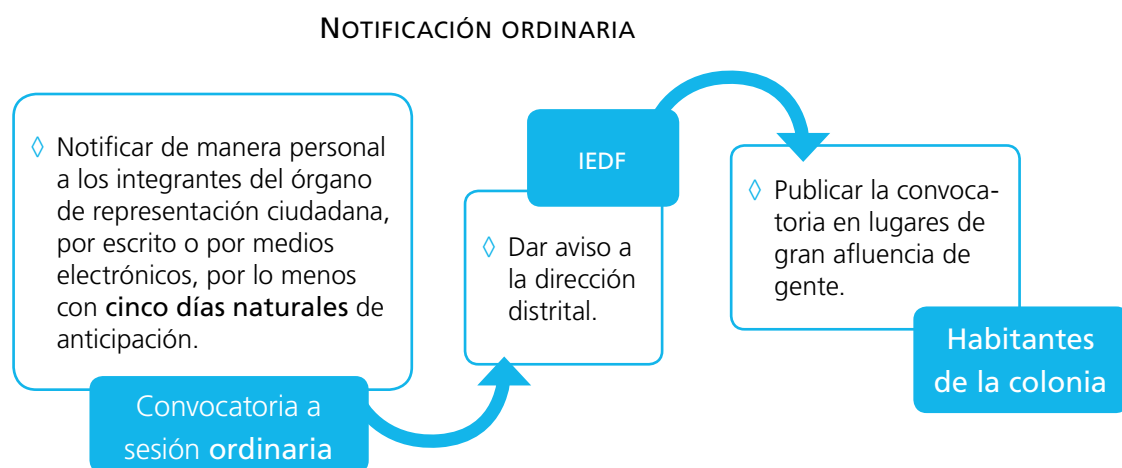 NOTIFICACIÓN ORDINARIA
◊ Notificar de manera personal
a los integrantes del órgano
de representación ciudadana,
por escrito o por medios
electrónicos, por lo menos
con cinco días naturales de
anticipación.
Convocatoria a
sesión ordinaria
IEDF
◊ Dar aviso a
la dirección
distrital.
◊ Publicar la convoca-
toria en lugares de
gran afluencia de
gente.
Habitantes
de la colonia